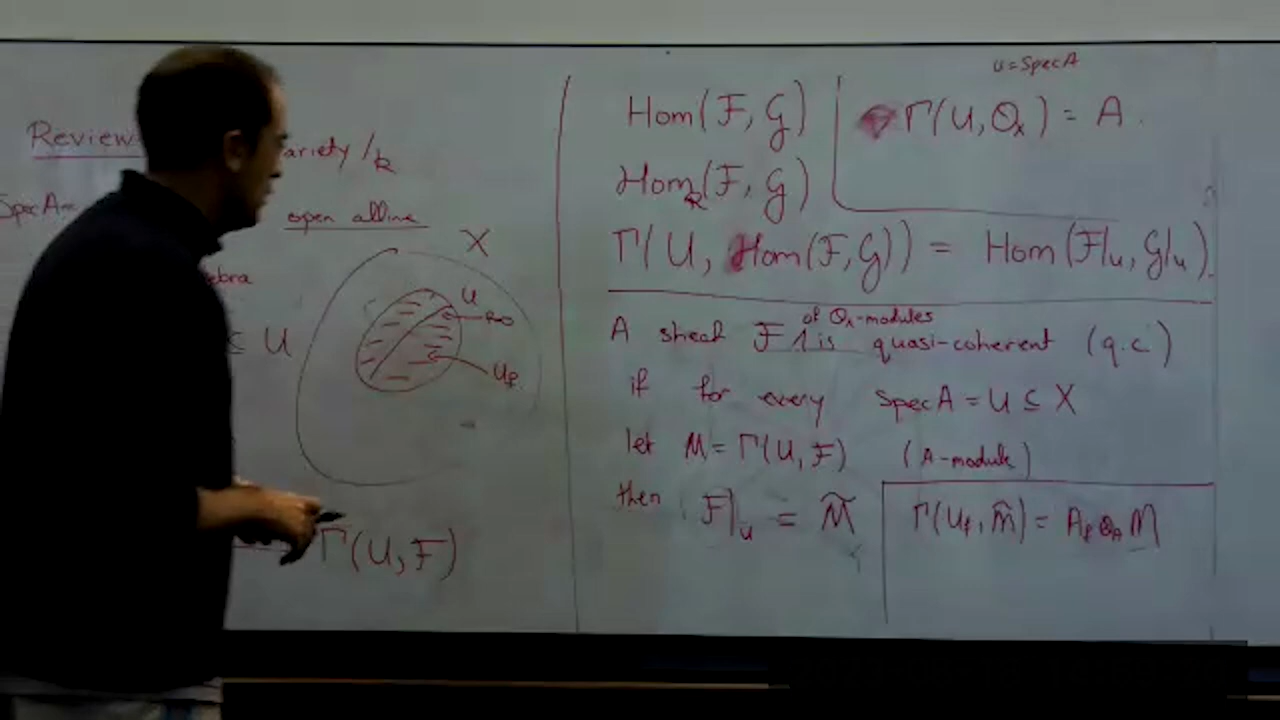 Review
ariety /k
Spec A =
open affine
ebra
⊆ U
X
U
f=0
U_f
Γ(U, F)
Hom(F, G)
Hom_k(F, G)
U = Spec A
Γ(U, O_X) = A.
Γ(U, Hom(F, G)) = Hom(F|_U, G|_U).
of O_X-modules
A sheaf F ∧ is quasi-coherent (q.c)
if for every Spec A = U ⊆ X
let M = Γ(U, F) (A-module)
then F|_U = M̃
Γ(U_f, M̃) = A_f ⊗_A M